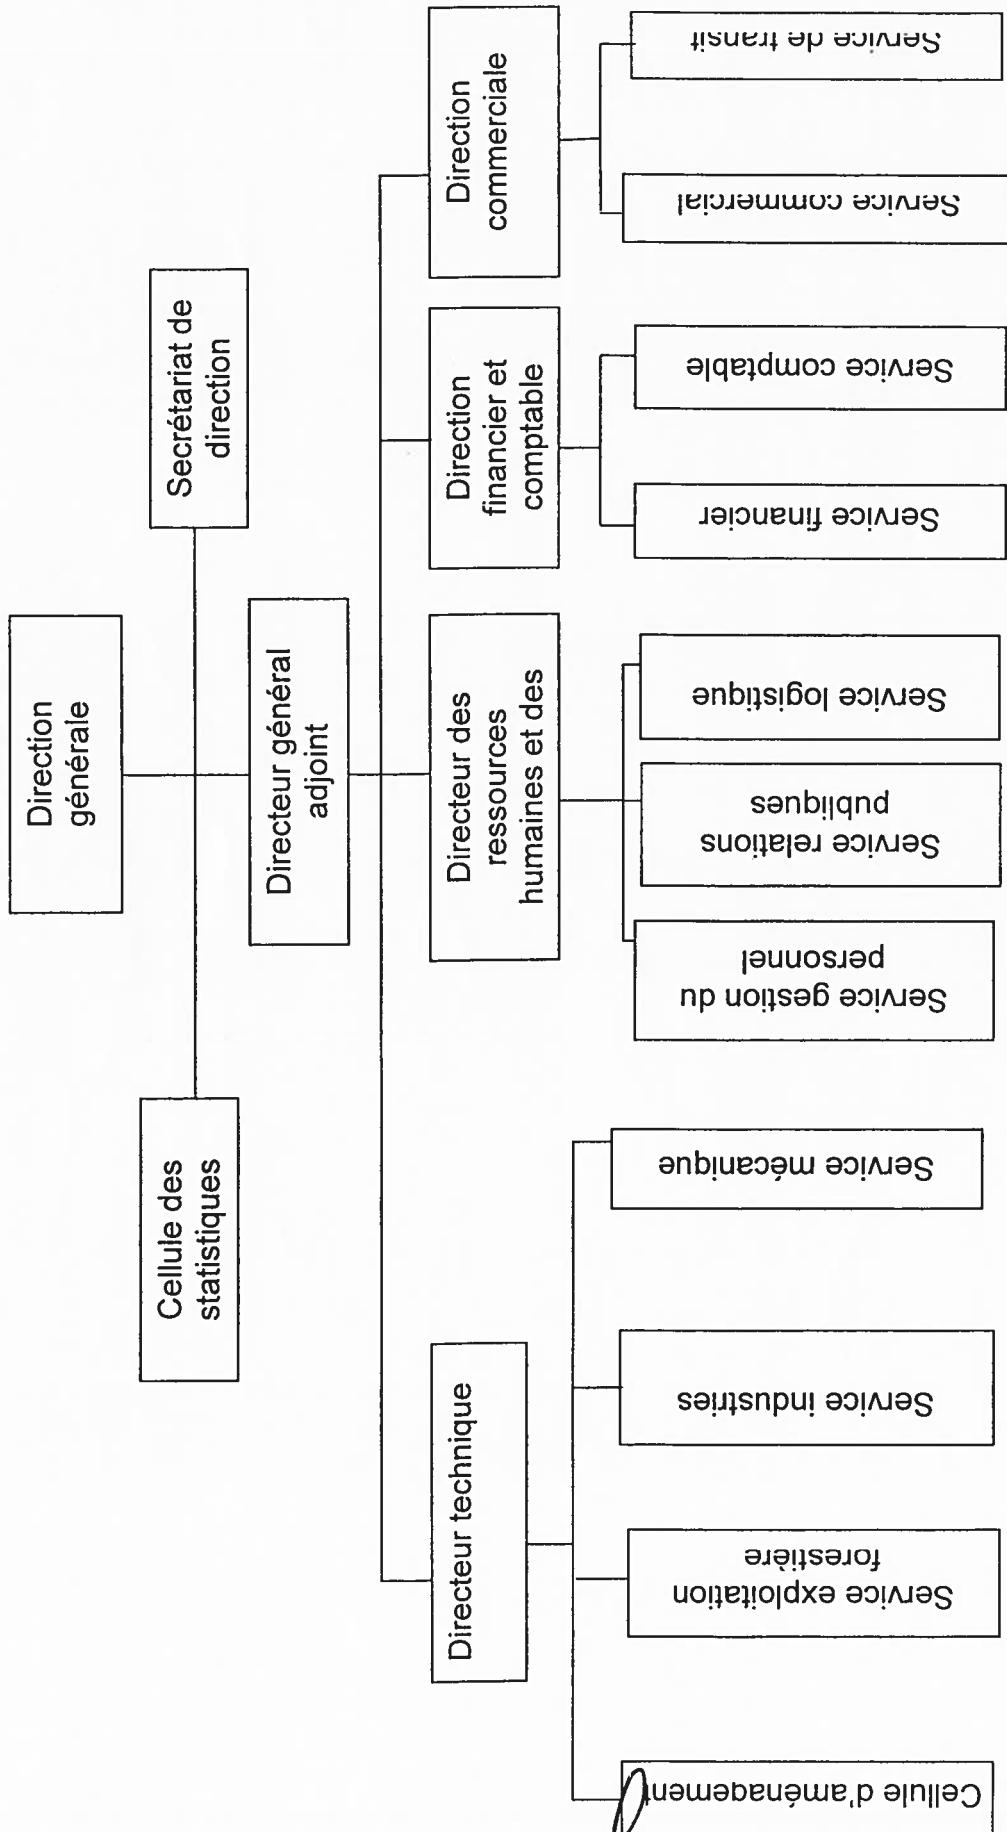 Direction
générale
Cellule des
statistiques
Secrétariat de
direction
Directeur général
adjoint
Directeur technique
Directeur des
ressources
humaines et des
Direction
financier et
comptable
Direction
commerciale
Cellule d'aménagement
Service exploitation
forestière
Service industries
Service mécanique
Service gestion du
personnel
Service relations
publiques
Service logistique
Service financier
Service comptable
Service commercial
Service de transit